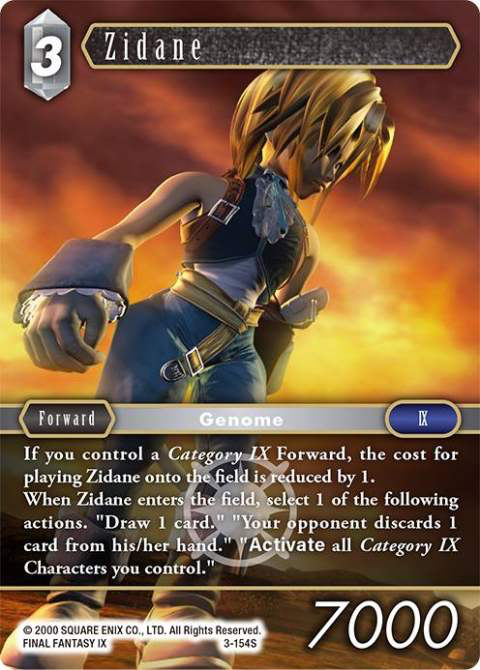 3
Zidane
Forward
Genome
IX
If you control a Category IX Forward, the cost for
playing Zidane onto the field is reduced by 1.
When Zidane enters the field, select 1 of the following
actions. "Draw 1 card." "Your opponent discards 1
card from his/her hand." "Activate all Category IX
Characters you control."
© 2000 SQUARE ENIX CO., LTD. All Rights Reserved.
FINAL FANTASY IX
3-154S
7000